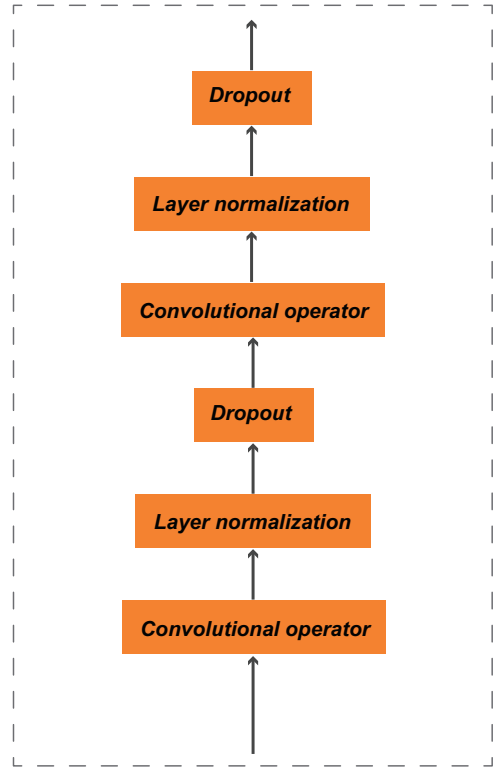 Dropout
Layer normalization
Convolutional operator
Dropout
Layer normalization
Convolutional operator